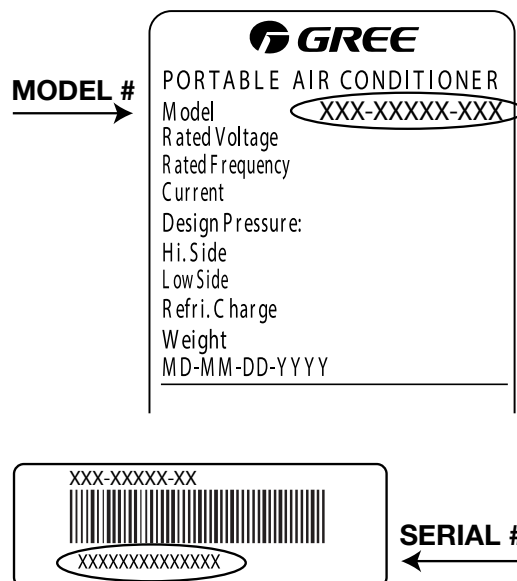 GREE
PORTABLE AIR CONDITIONER
MODEL #
Model XXX-XXXXX-XXX
Rated Voltage
Rated Frequency
Current
Design Pressure:
Hi. Side
Low Side
Refri. Charge
Weight
MD-MM-DD-YYYY
XXX-XXXXX-XX
SERIAL #
XXXXXXXXXXXXXX